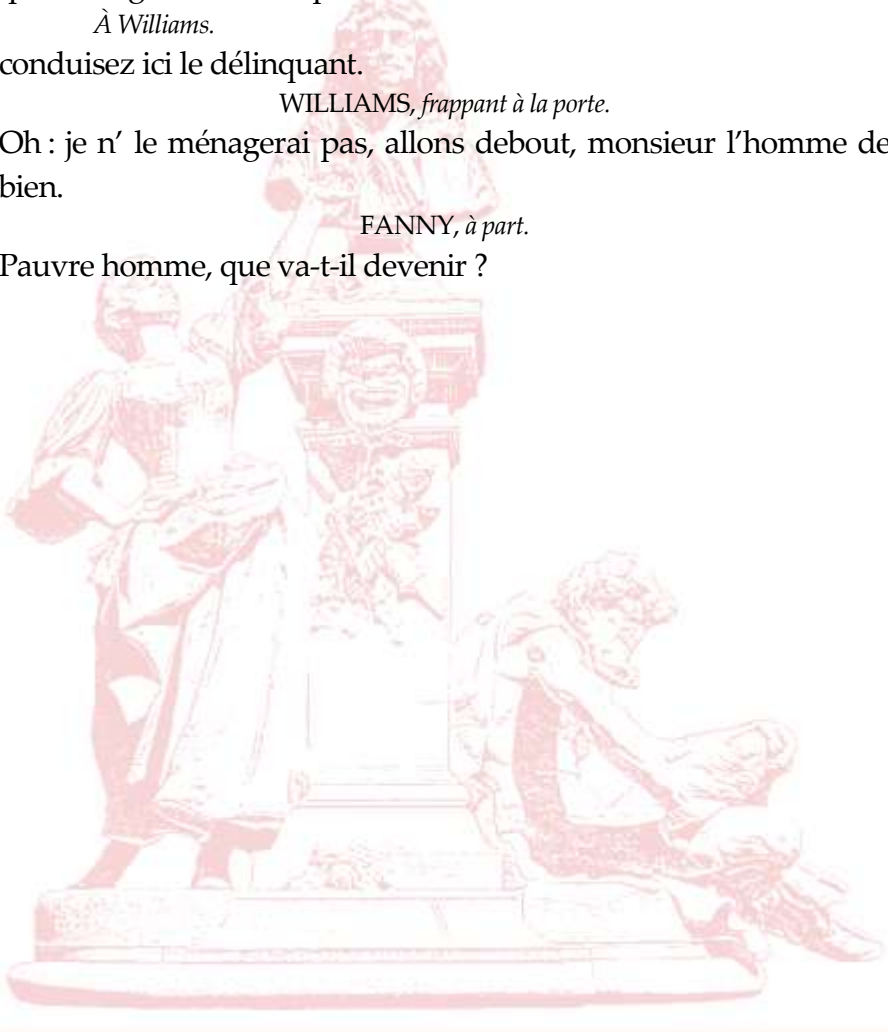 À Williams.
conduisez ici le délinquant.
WILLIAMS, frappant à la porte.
Oh : je n’ le ménagerai pas, allons debout, monsieur l’homme de
bien.
FANNY, à part.
Pauvre homme, que va-t-il devenir ?